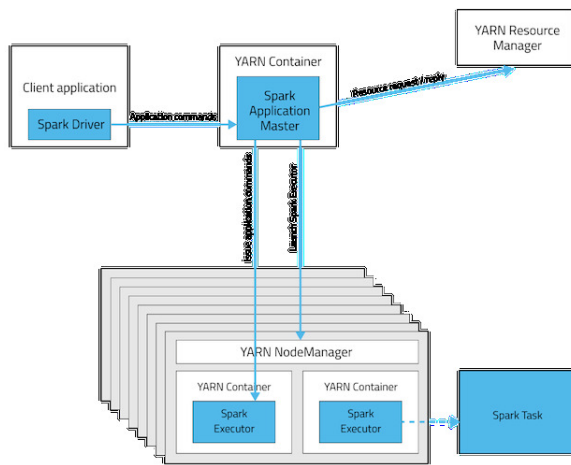 YARN Resource
Manager
YARN Container
Client application
Spark
Application
Master
Spark Driver
Application commands
Resource request / reply
Issue application commands
Launch Spark Executor
YARN NodeManager
YARN Container
YARN Container
Spark
Executor
Spark
Executor
Spark Task